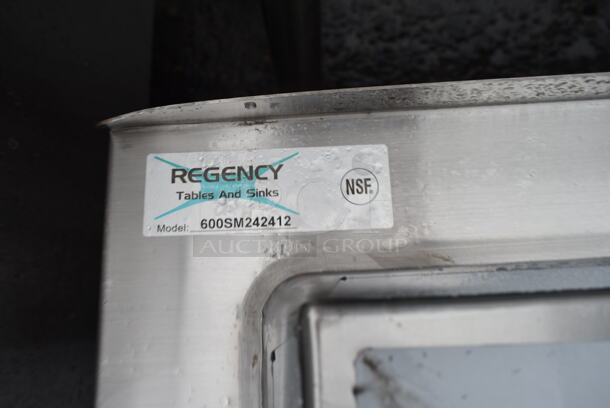 REGENCY
Tables And Sinks
NSF.
Model: 600SM242412
AUCTION GROUP